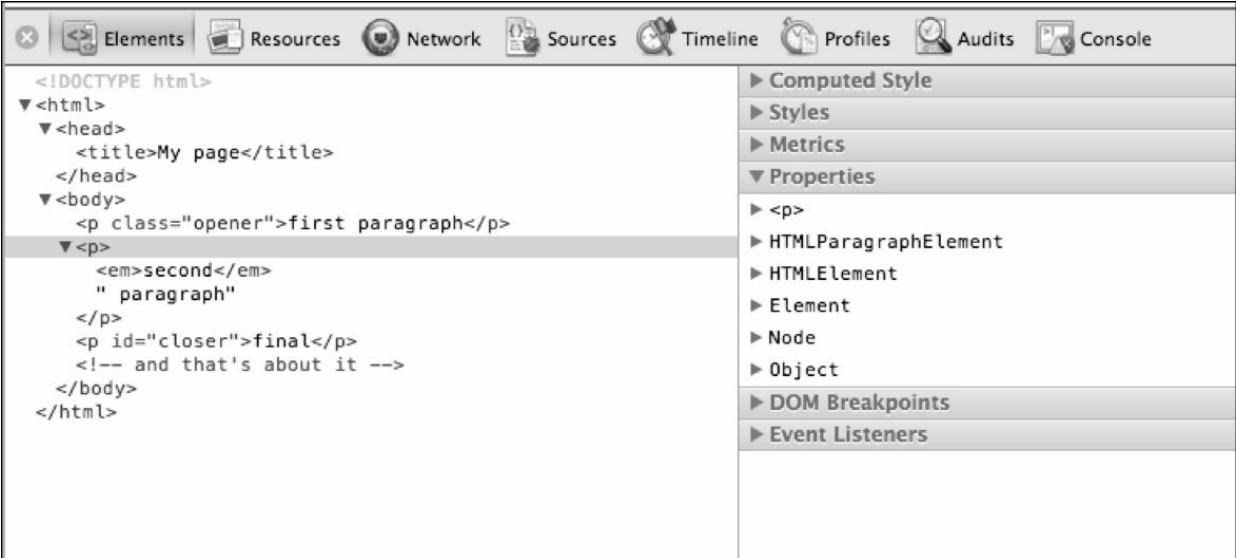 Elements Resources Network Sources Timeline Profiles Audits Console
<!DOCTYPE html>
<html>
<head>
<title>My page</title>
</head>
<body>
<p class="opener">first paragraph</p>
<p>
<em>second</em>
" paragraph"
</p>
<p id="closer">final</p>
<!-- and that's about it -->
</body>
</html>
Computed Style
Styles
Metrics
Properties
<p>
HTMLParagraphElement
HTMLElement
Element
Node
Object
DOM Breakpoints
Event Listeners